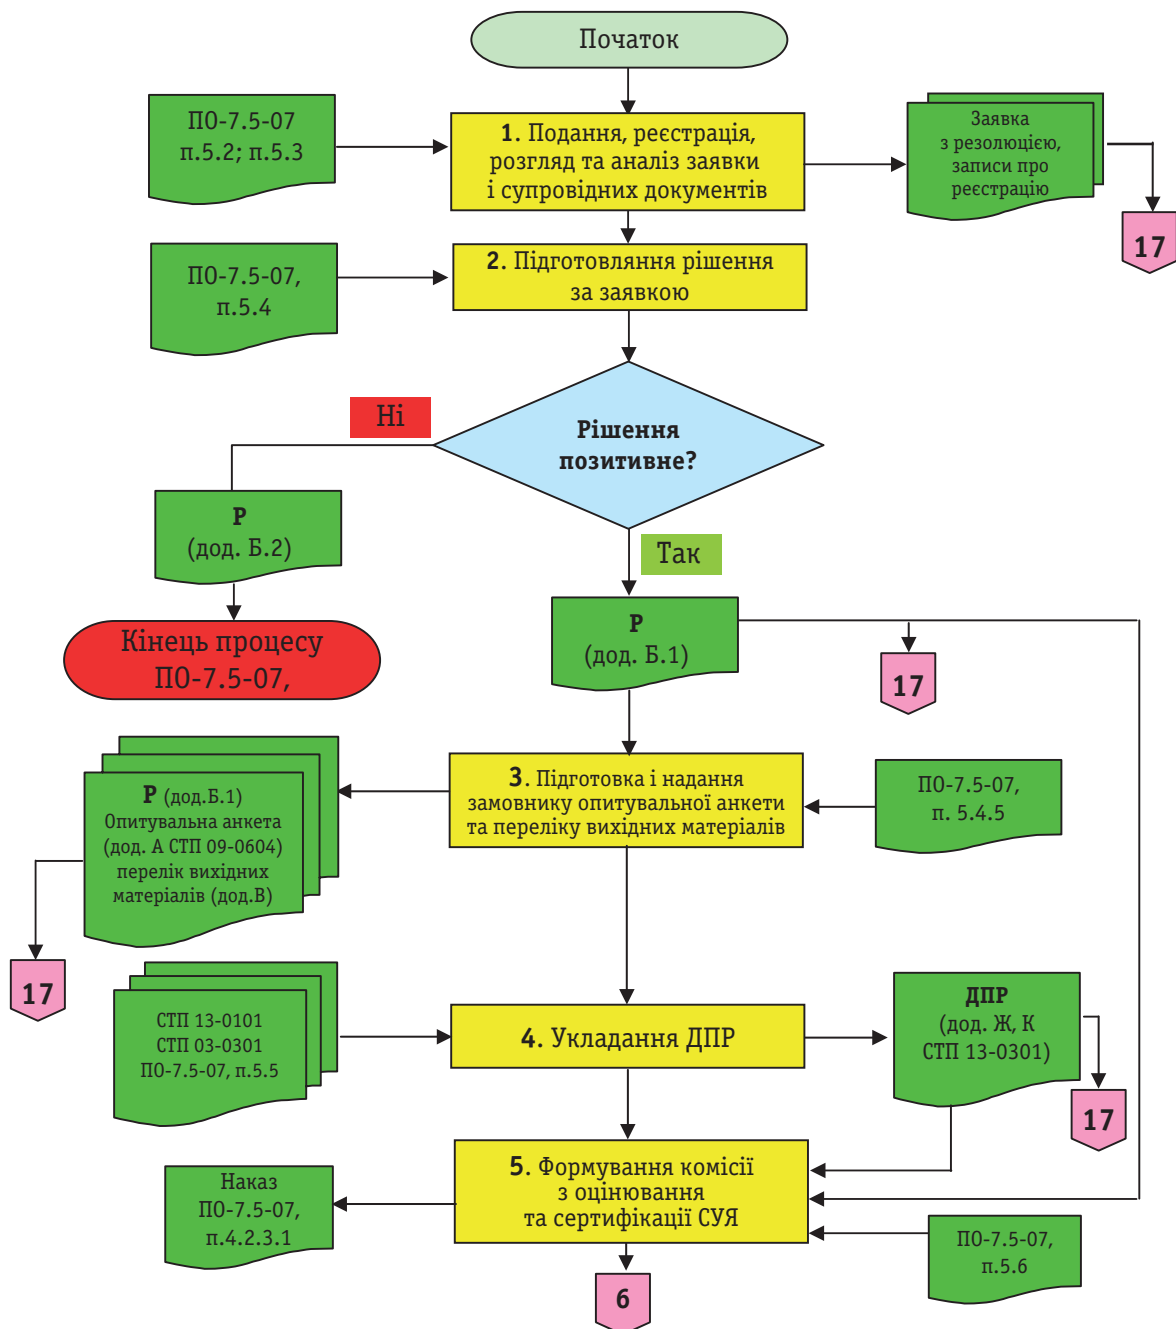 Початок
ПО-7.5-07
п.5.2; п.5.3
1. Подання, реєстрація,
розгляд та аналіз заявки
і супровідних документів
Заявка
з резолюцією,
записи про
реєстрацію
17
ПО-7.5-07,
п.5.4
2. Підготовляння рішення
за заявкою
Ні
Рішення
позитивне?
Р
(дод. Б.2)
Так
Кінець процесу
ПО-7.5-07,
Р
(дод. Б.1)
17
Р (дод.Б.1)
Опитувальна анкета
(дод. А СТП 09-0604)
перелік вихідних
матеріалів (дод.В)
3. Підготовка і надання
замовнику опитувальної анкети
та переліку вихідних матеріалів
ПО-7.5-07,
п. 5.4.5
17
СТП 13-0101
СТП 03-0301
ПО-7.5-07, п.5.5
4. Укладання ДПР
ДПР
(дод. Ж, К
СТП 13-0301)
17
Наказ
ПО-7.5-07,
п.4.2.3.1
5. Формування комісії
з оцінювання
та сертифікації СУЯ
ПО-7.5-07,
п.5.6
6